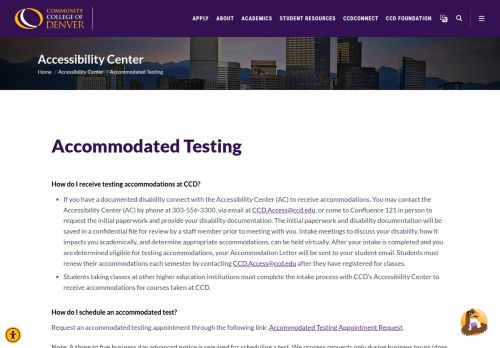 COMMUNITY
COLLEGE OF
DENVER
APPLY ABOUT ACADEMICS STUDENT RESOURCES CCDCONNECT CCD FOUNDATION
Accessibility Center
Home / Accessibility Center / Accommodated Testing
Accommodated Testing
How do I receive testing accommodations at CCD?
If you have a documented disability connect with the Accessibility Center (AC) to receive accommodations. You may contact the
Accessibility Center (AC) by phone at 303-556-3300, via email at CCD.Access@ccd.edu, or come to Confluence 121 in person to
request the initial paperwork and provide your disability documentation. The initial paperwork and disability documentation will be
saved in a confidential file for review by a staff member prior to meeting with you. Intake meetings to discuss your disability, how it
impacts you academically, and determine appropriate accommodations, can be held virtually. After your intake is completed and you
are determined eligible for testing accommodations, your Accommodation Letter will be sent to your student email. Students must
renew their accommodations each semester by contacting CCD.Access@ccd.edu after they have registered for classes.
Students taking classes at other higher education institutions must complete the intake process with CCD's Accessibility Center to
receive accommodations for courses taken at CCD.
How do I schedule an accommodated test?
Request an accommodated testing appointment through the following link: Accommodated Testing Appointment Request.
Note: A three to five business day advanced notice is required for scheduling a test. We process requests only during business hours (does